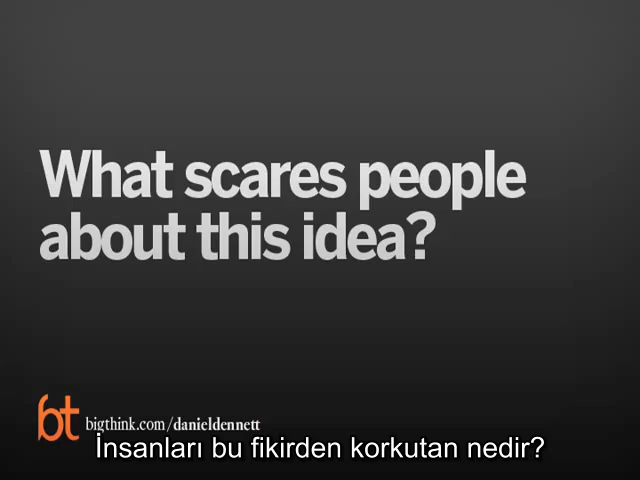 What scares people
about this idea?
bt bigthink.com/danieldennett
İnsanları bu fikirden korkutan nedir?